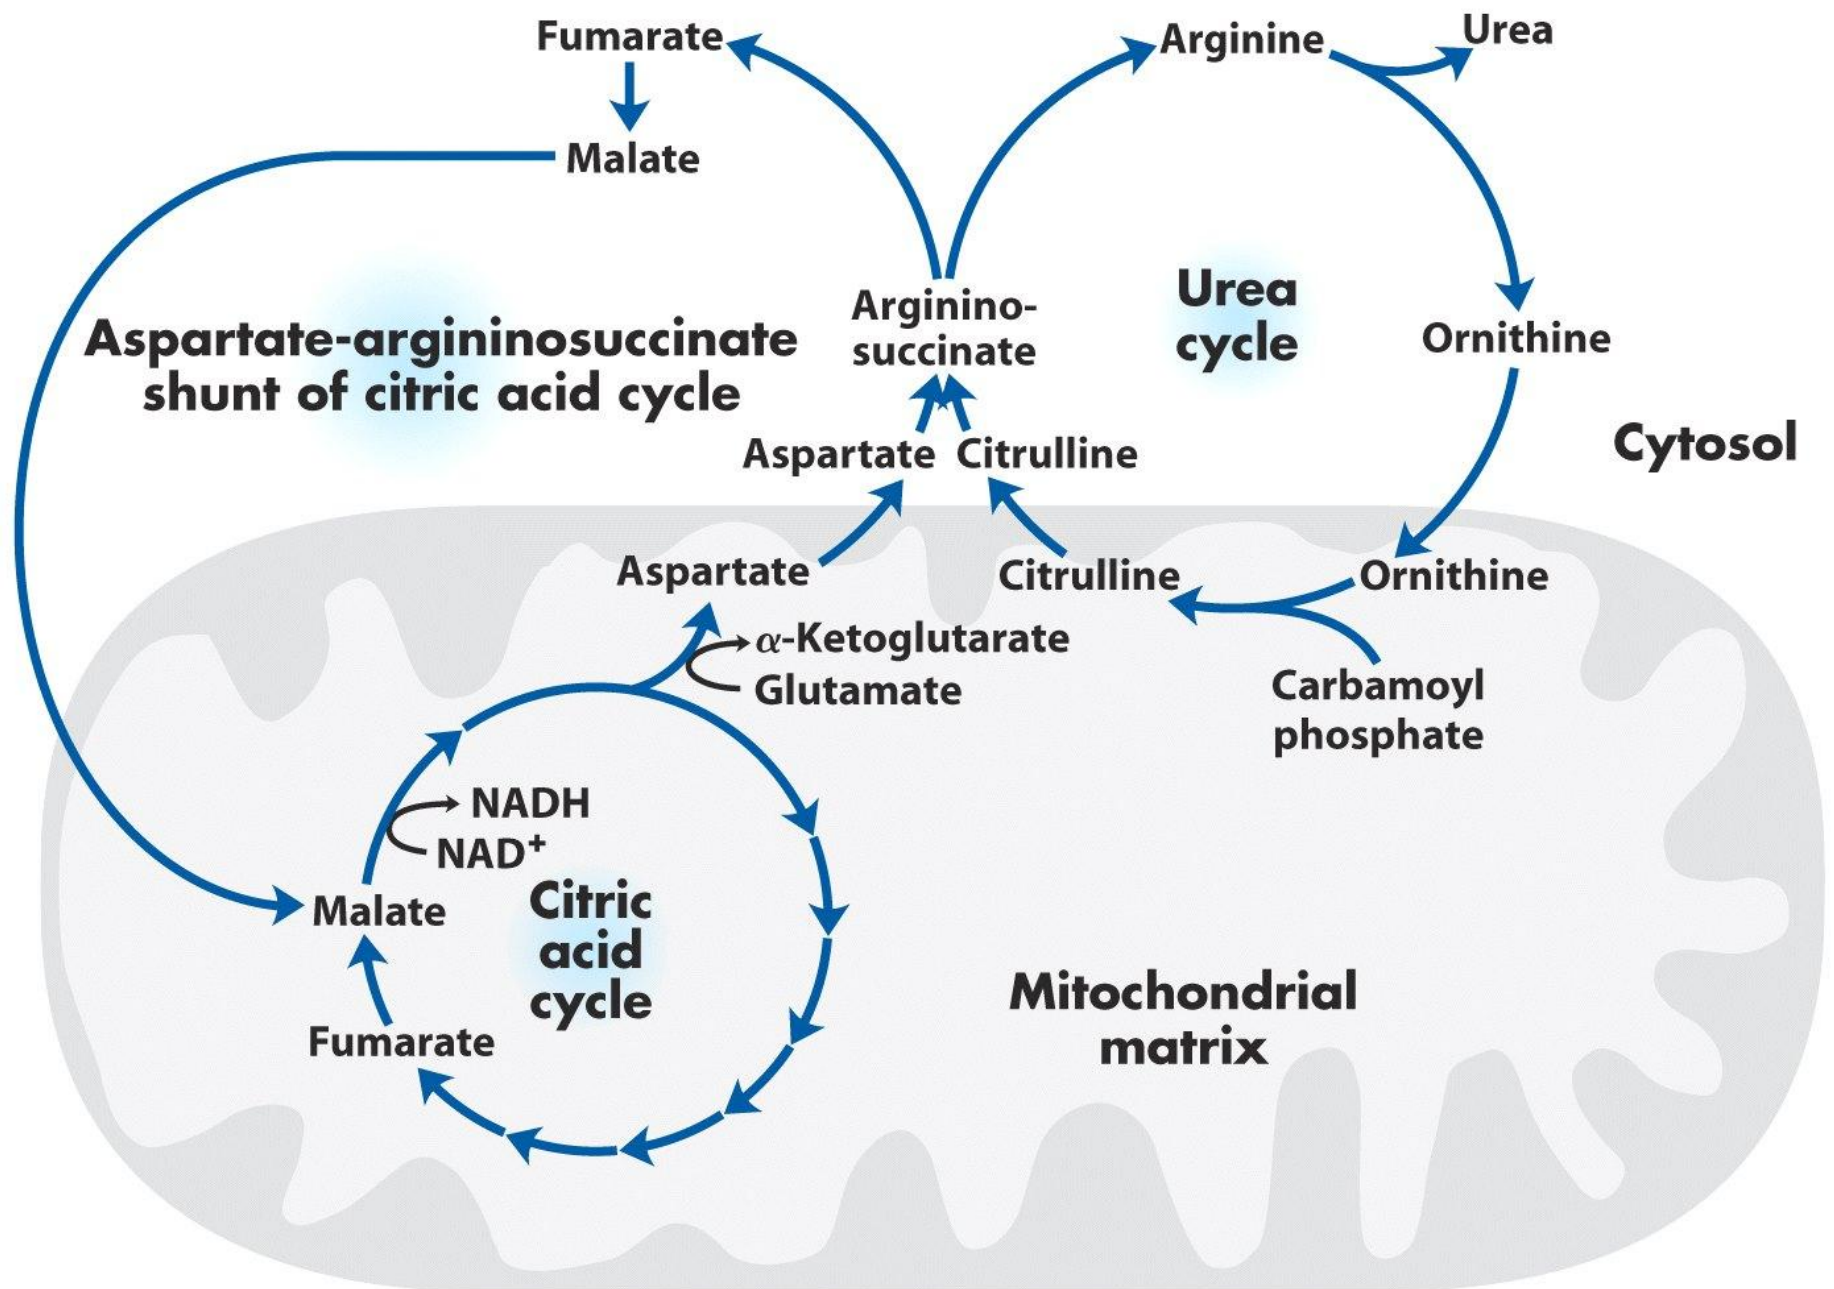 Fumarate
Arginine
Urea
Malate
Aspartate-argininosuccinate
shunt of citric acid cycle
Arginino-
succinate
Urea
cycle
Ornithine
Cytosol
Aspartate
Citrulline
Aspartate
Citrulline
Ornithine
α-Ketoglutarate
Glutamate
Carbamoyl
phosphate
NADH
NAD⁺
Malate
Citric
acid
cycle
Mitochondrial
matrix
Fumarate